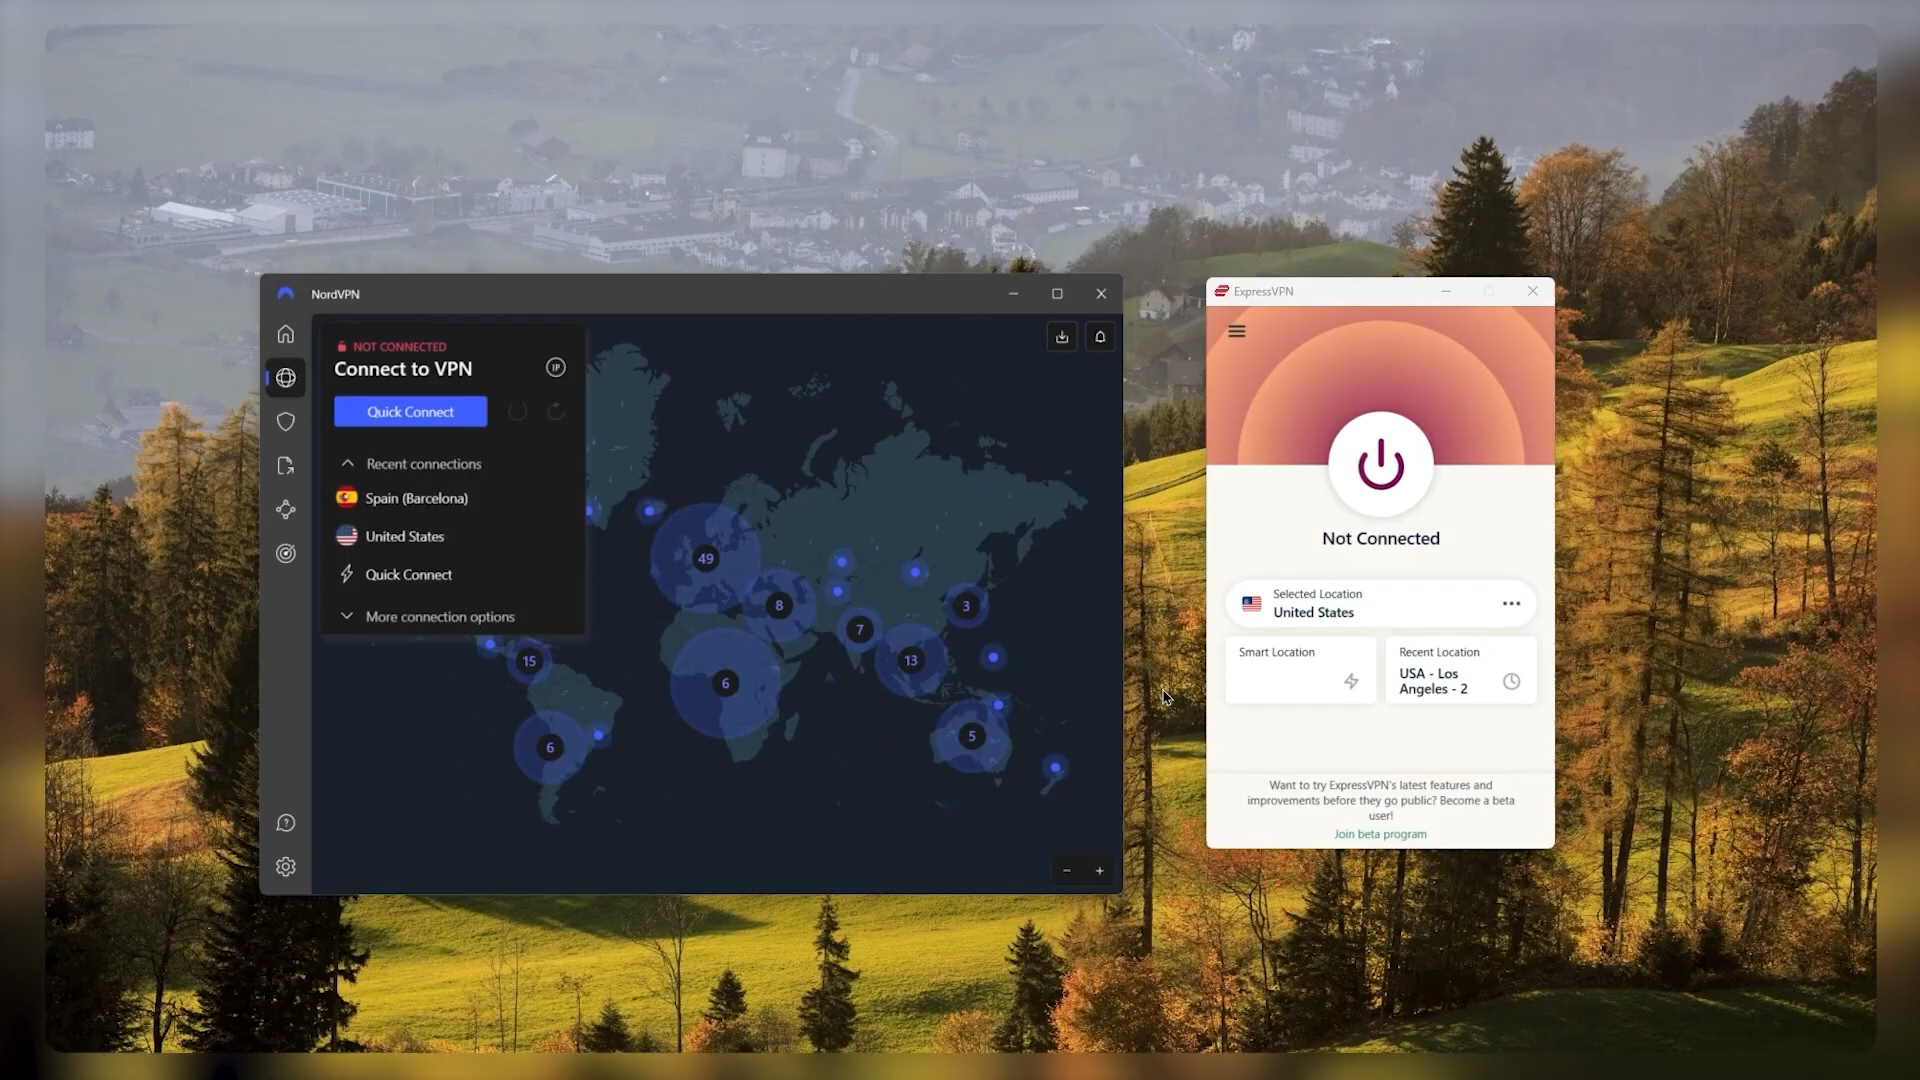 NordVPN
NOT CONNECTED
Connect to VPN
IP
Quick Connect
Recent connections
Spain (Barcelona)
United States
Quick Connect
More connection options
49
8
3
7
13
15
6
6
5
ExpressVPN
Not Connected
Selected Location
United States
Smart Location
Recent Location
USA - Los
Angeles - 2
Want to try ExpressVPN's latest features and
improvements before they go public? Become a beta
user!
Join beta program